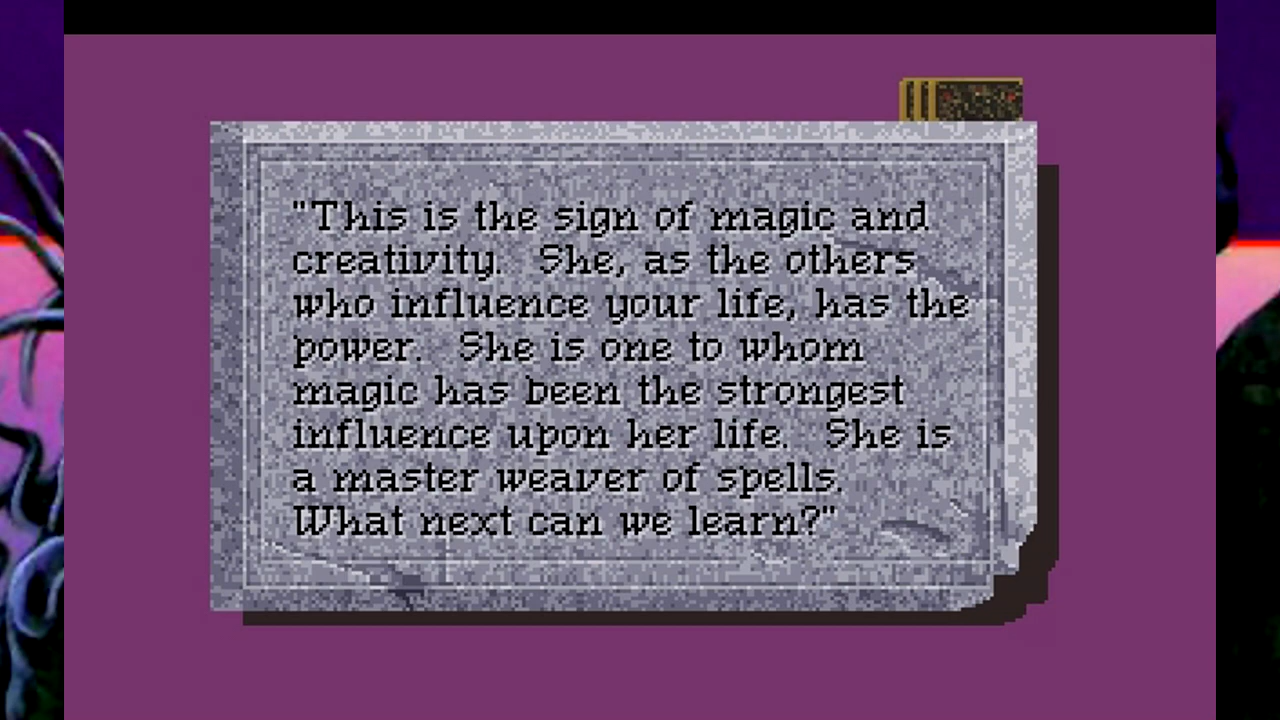 "This is the sign of magic and
creativity.  She, as the others
who influence your life, has the
power.  She is one to whom
magic has been the strongest
influence upon her life.  She is
a master weaver of spells.
What next can we learn?"